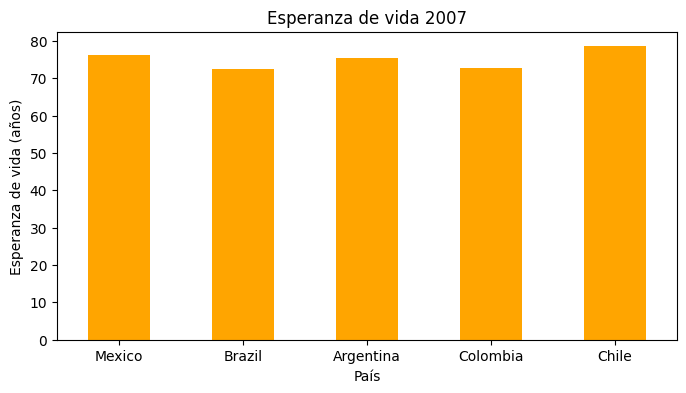 Esperanza de vida 2007
Esperanza de vida (años)
80
70
60
50
40
30
20
10
0
Mexico Brazil Argentina Colombia Chile
País